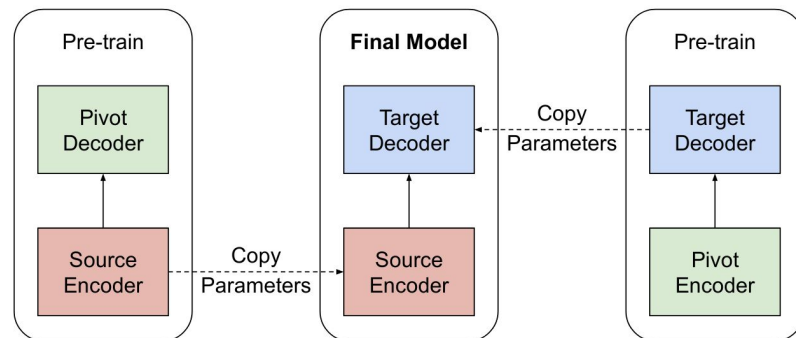 Pre-train
Pivot
Decoder
Source
Encoder
Copy
Parameters
Final Model
Target
Decoder
Source
Encoder
Copy
Parameters
Pre-train
Target
Decoder
Pivot
Encoder